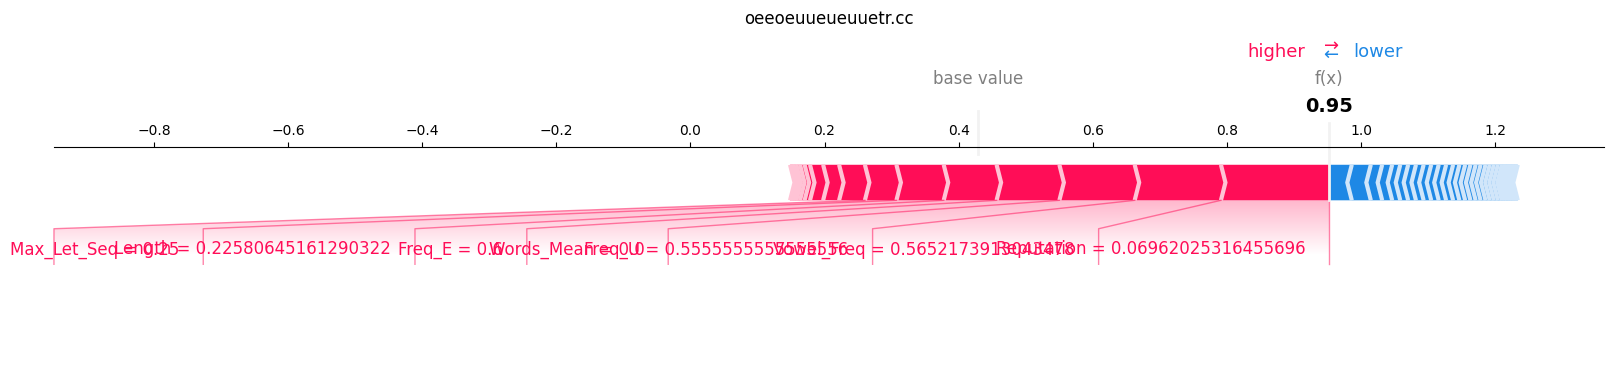 oeeoeuueueuuetr.cc
higher ⇄ lower
base value f(x)
0.95
−0.8 −0.6 −0.4 −0.2 0.0 0.2 0.4 0.6 0.8 1.0 1.2
Max_Let_Seq = 0.25 Length = 0.22580645161290322 Freq_E = 0.6 Words_Mean = 0.0 Freq_U = 0.5555555555555556 Vowel_Freq = 0.5652173913043478 Reputation = 0.06962025316455696